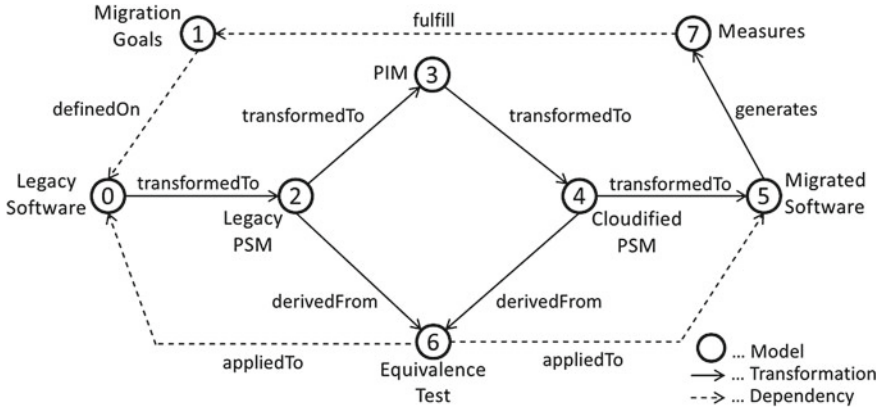 Migration
Goals
1
fulfill
7
Measures
PIM
3
definedOn
transformedTo
transformedTo
generates
Legacy
Software
0
transformedTo
2
4
transformedTo
5
Migrated
Software
Legacy
PSM
Cloudified
PSM
derivedFrom
derivedFrom
appliedTo
6
appliedTo
Equivalence
Test
... Model
... Transformation
... Dependency